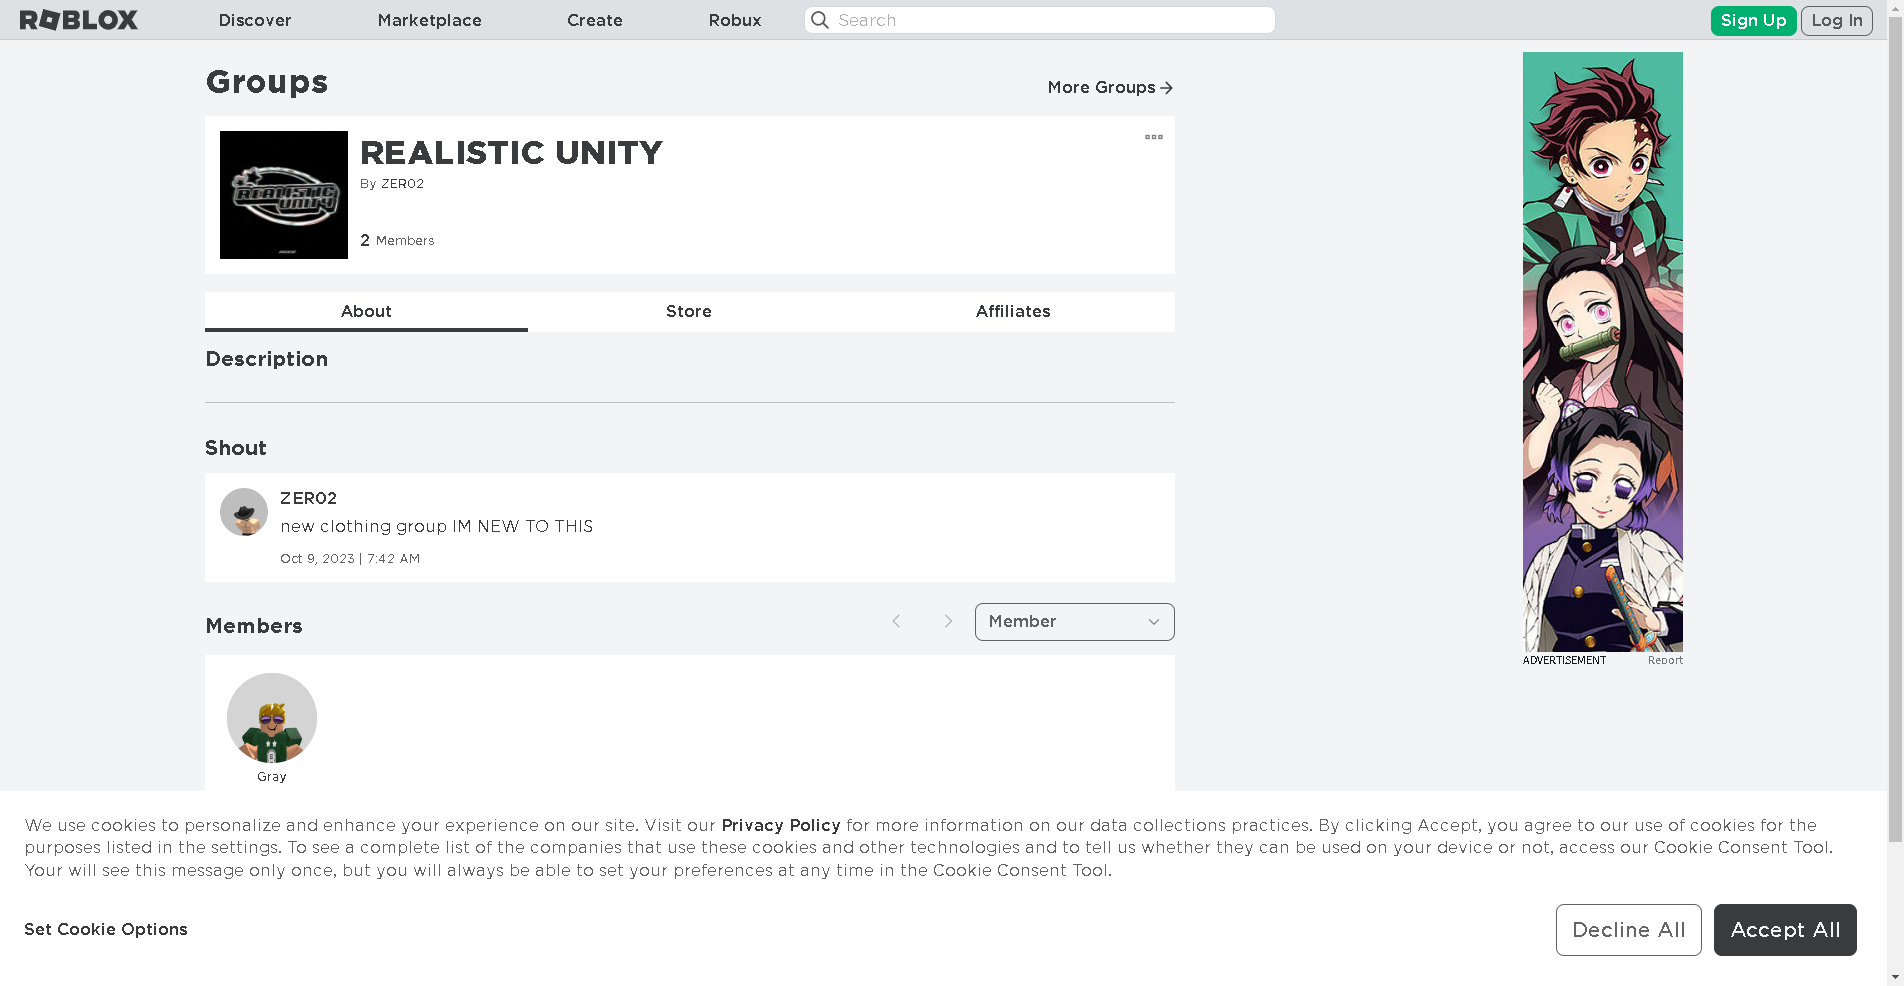 ROBLOX
Discover
Marketplace
Create
Robux
Search
Sign Up
Log In
Groups
More Groups
REALISTIC UNITY
REALISTIC UNITY
By ZER02
2 Members
About
Store
Affiliates
Description
Shout
ZER02
new clothing group IM NEW TO THIS
Oct 9, 2023 | 7:42 AM
Members
Member
Gray
ADVERTISEMENT
Report
We use cookies to personalize and enhance your experience on our site. Visit our Privacy Policy for more information on our data collections practices. By clicking Accept, you agree to our use of cookies for the
purposes listed in the settings. To see a complete list of the companies that use these cookies and other technologies and to tell us whether they can be used on your device or not, access our Cookie Consent Tool.
Your will see this message only once, but you will always be able to set your preferences at any time in the Cookie Consent Tool.
Set Cookie Options
Decline All
Accept All